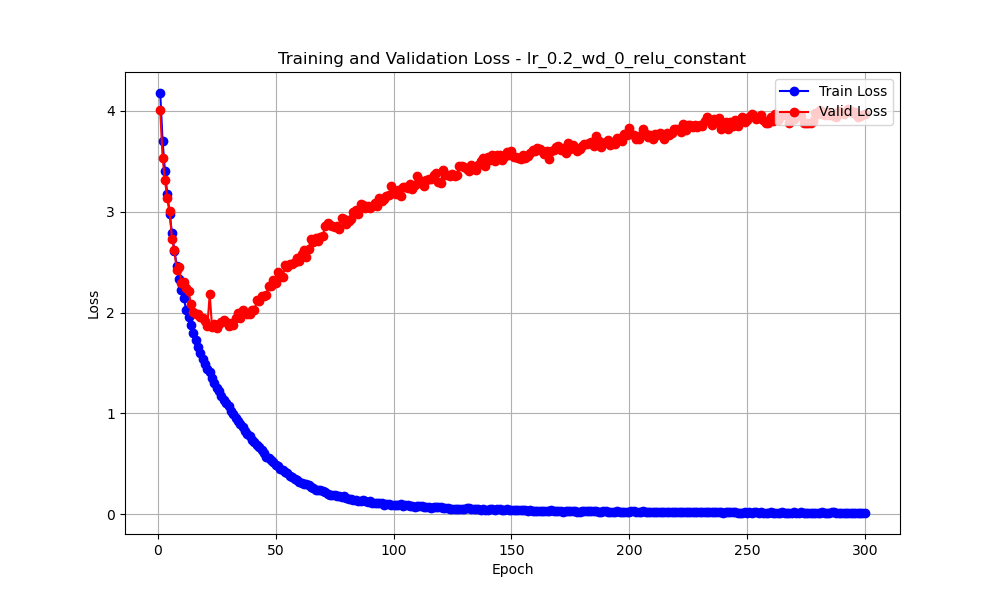 Training and Validation Loss - lr_0.2_wd_0_relu_constant
Train Loss
Valid Loss
Loss
4
3
2
1
0
0 50 100 150 200 250 300
Epoch